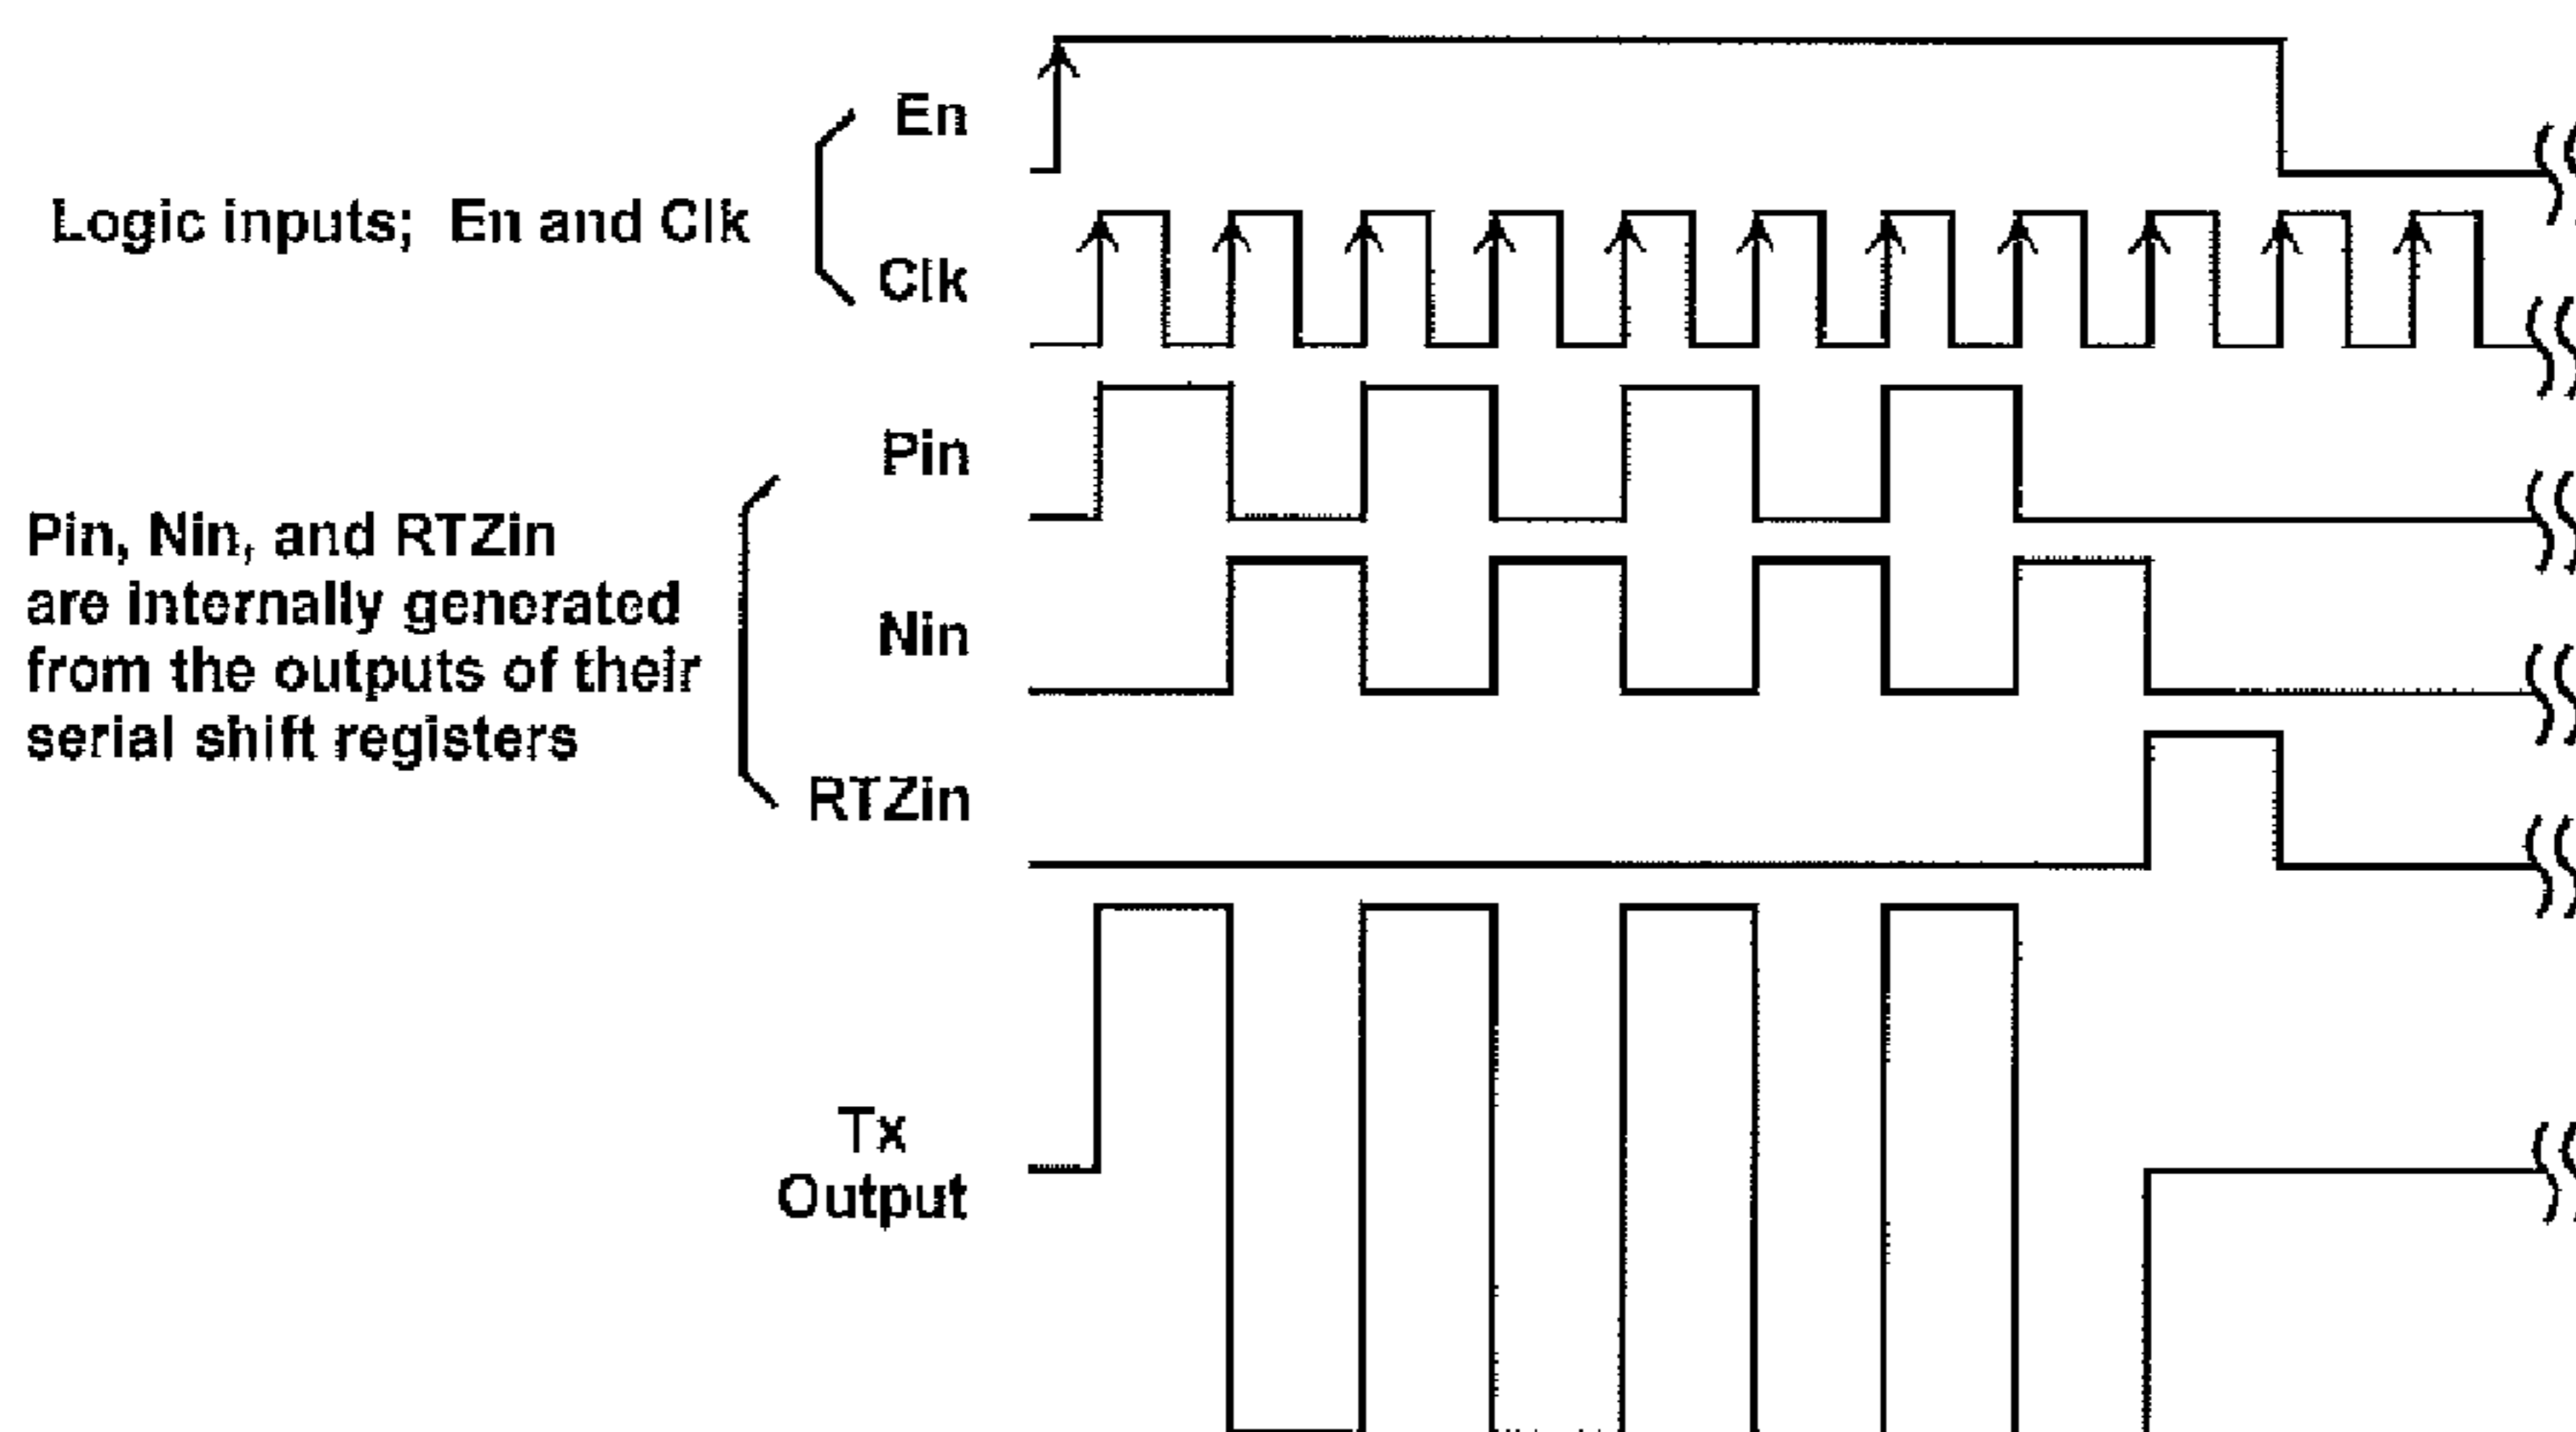 En
Logic inputs; En and Clk
Clk
Pin
Pin, Nin, and RTZin
are internally generated
from the outputs of their
serial shift registers
Nin
RTZin
Tx
Output